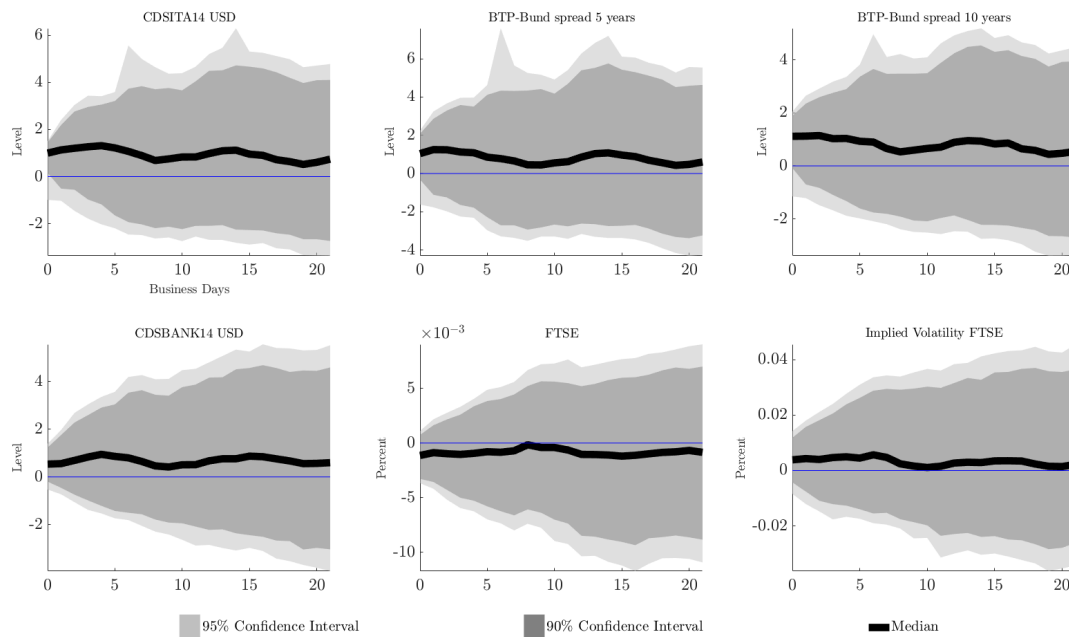 CDSITA14 USD
BTP-Bund spread 5 years
BTP-Bund spread 10 years
6
4
2
0
-2
Level
0 5 10 15 20
Business Days
6
4
2
0
-2
-4
Level
0 5 10 15 20
4
2
0
-2
Level
0 5 10 15 20
CDSBANK14 USD
×10⁻³ FTSE
Implied Volatility FTSE
4
2
0
-2
Level
0 5 10 15 20
5
0
-5
-10
Percent
0 5 10 15 20
0.04
0.02
0
-0.02
Percent
0 5 10 15 20
95% Confidence Interval 90% Confidence Interval Median